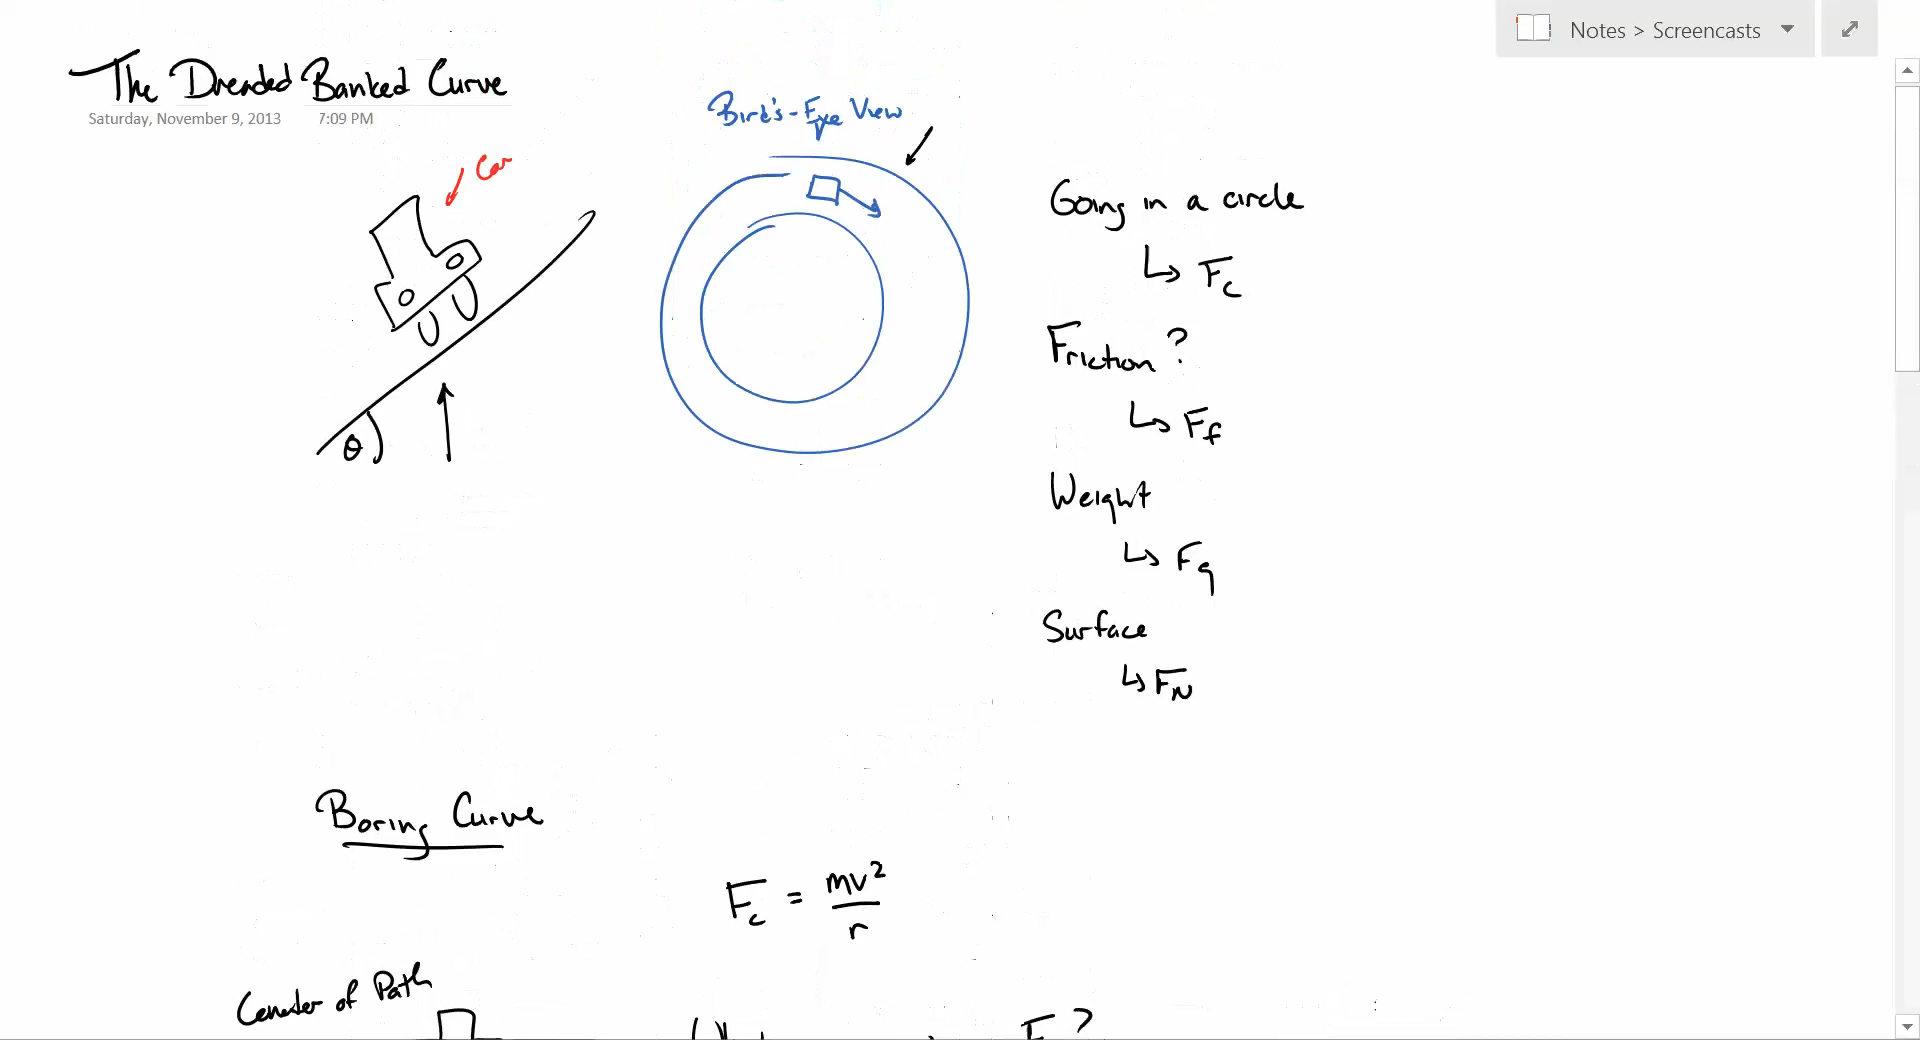 Notes > Screencasts
The Dreaded Banked Curve
Saturday, November 9, 2013 7:09 PM
Car
θ
Bird's-Eye View
Going in a circle
↳ Fc
Friction?
↳ Ff
Weight
↳ Fg
Surface
↳ FN
Boring Curve
Fc = mv²/r
Center of Path
F ?